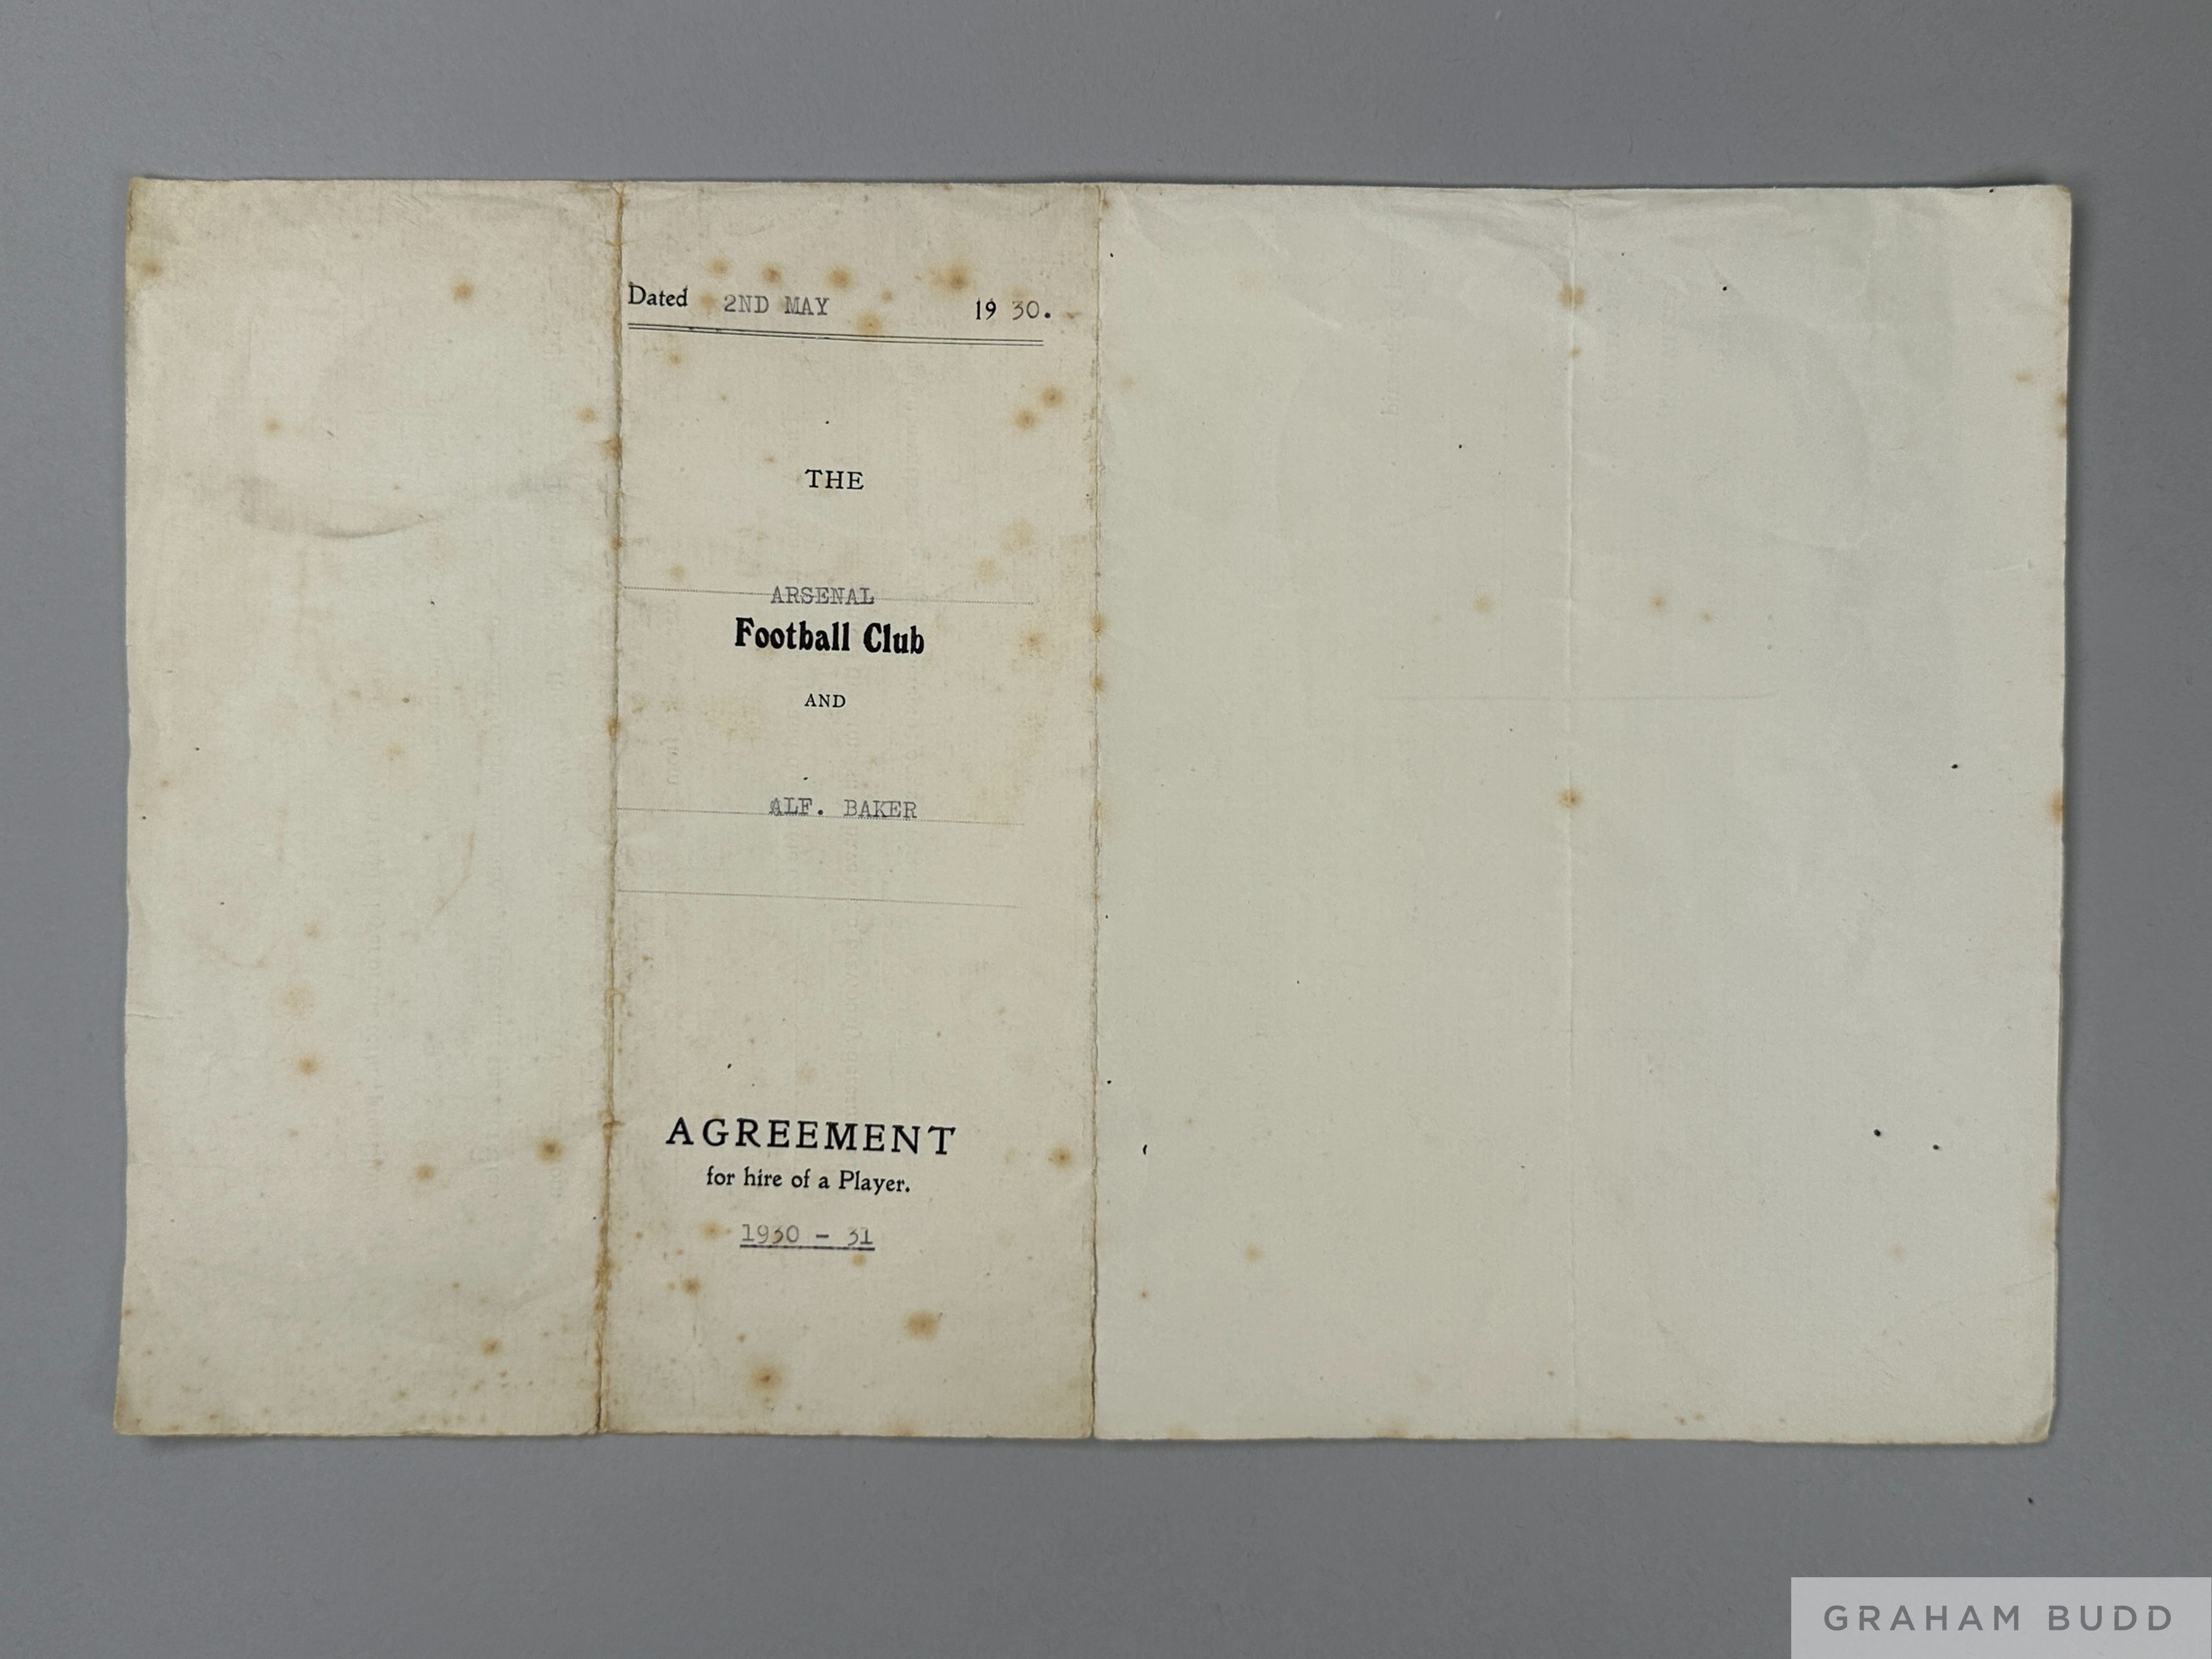 Dated 2ND MAY 19 30.
THE
ARSENAL
Football Club
AND
ALF. BAKER
AGREEMENT
for hire of a Player.
1930 - 31
GRAHAM BUDD